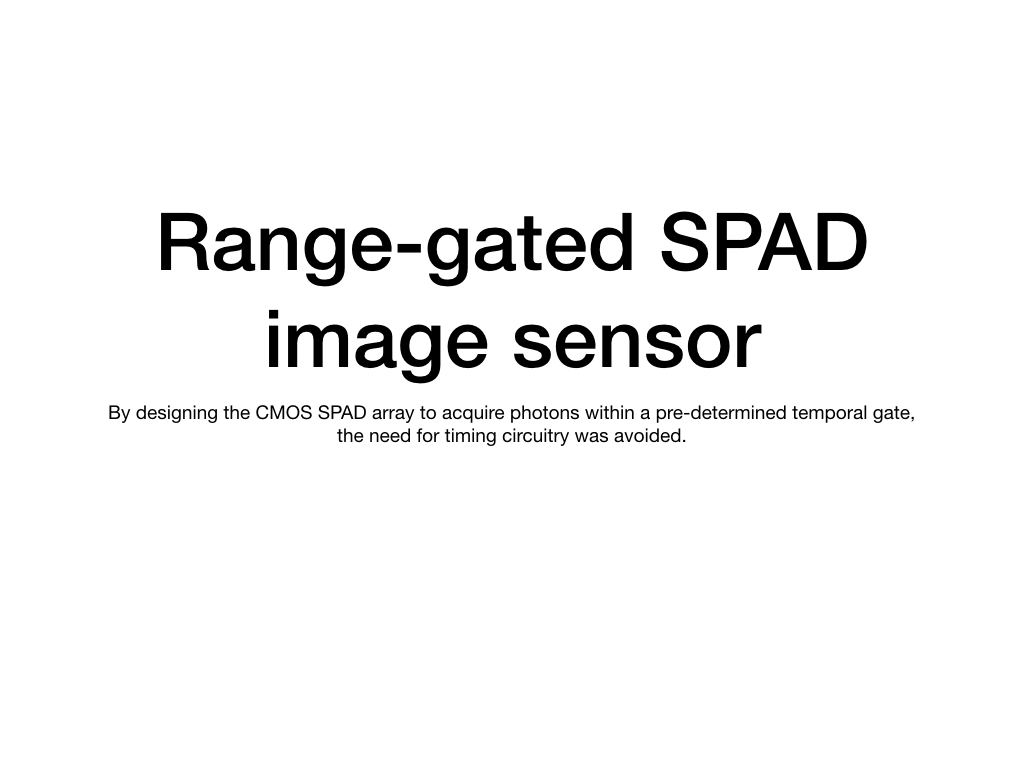 Range-gated SPAD
image sensor
By designing the CMOS SPAD array to acquire photons within a pre-determined temporal gate,
the need for timing circuitry was avoided.